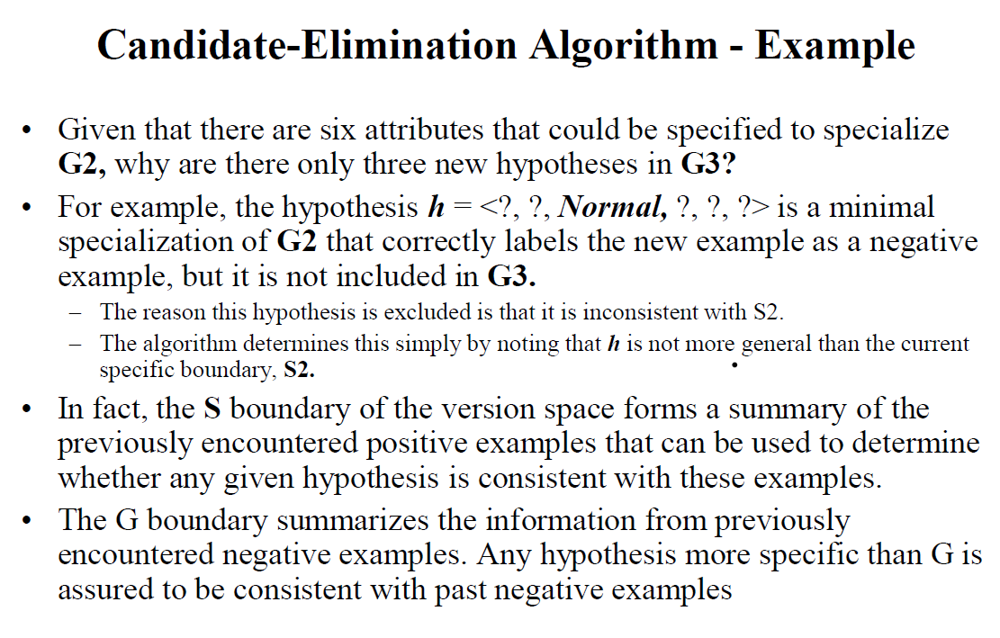 Candidate-Elimination Algorithm - Example
• Given that there are six attributes that could be specified to specialize
G2, why are there only three new hypotheses in G3?
• For example, the hypothesis h = <?, ?, Normal, ?, ?, ?> is a minimal
specialization of G2 that correctly labels the new example as a negative
example, but it is not included in G3.
– The reason this hypothesis is excluded is that it is inconsistent with S2.
– The algorithm determines this simply by noting that h is not more general than the current
specific boundary, S2.
• In fact, the S boundary of the version space forms a summary of the
previously encountered positive examples that can be used to determine
whether any given hypothesis is consistent with these examples.
• The G boundary summarizes the information from previously
encountered negative examples. Any hypothesis more specific than G is
assured to be consistent with past negative examples